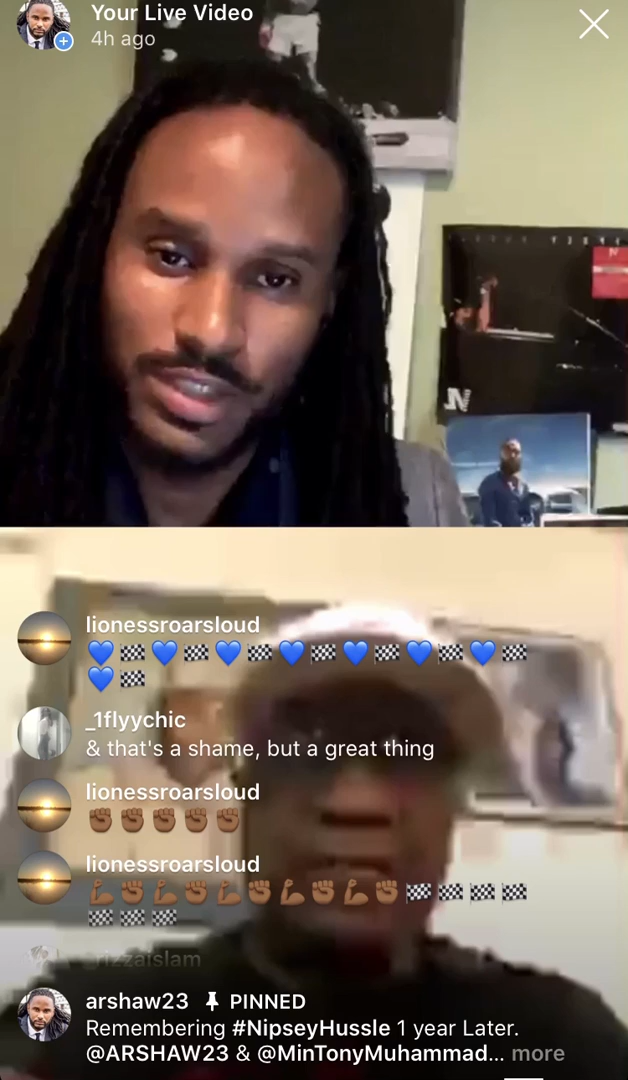 Your Live Video
4h ago
N
lionessroarsloud
💙🏁💙🏁💙🏁💙🏁💙🏁💙🏁💙🏁
💙🏁
_1flyychic
& that's a shame, but a great thing
lionessroarsloud
✊🏾✊🏾✊🏾✊🏾✊🏾
lionessroarsloud
💪🏾✊🏾💪🏾✊🏾💪🏾✊🏾💪🏾✊🏾💪🏾✊🏾🏁🏁🏁🏁
🏁🏁🏁
rizzaislam
arshaw23 📌 PINNED
Remembering #NipseyHussle 1 year Later.
@ARSHAW23 & @MinTonyMuhammad... more